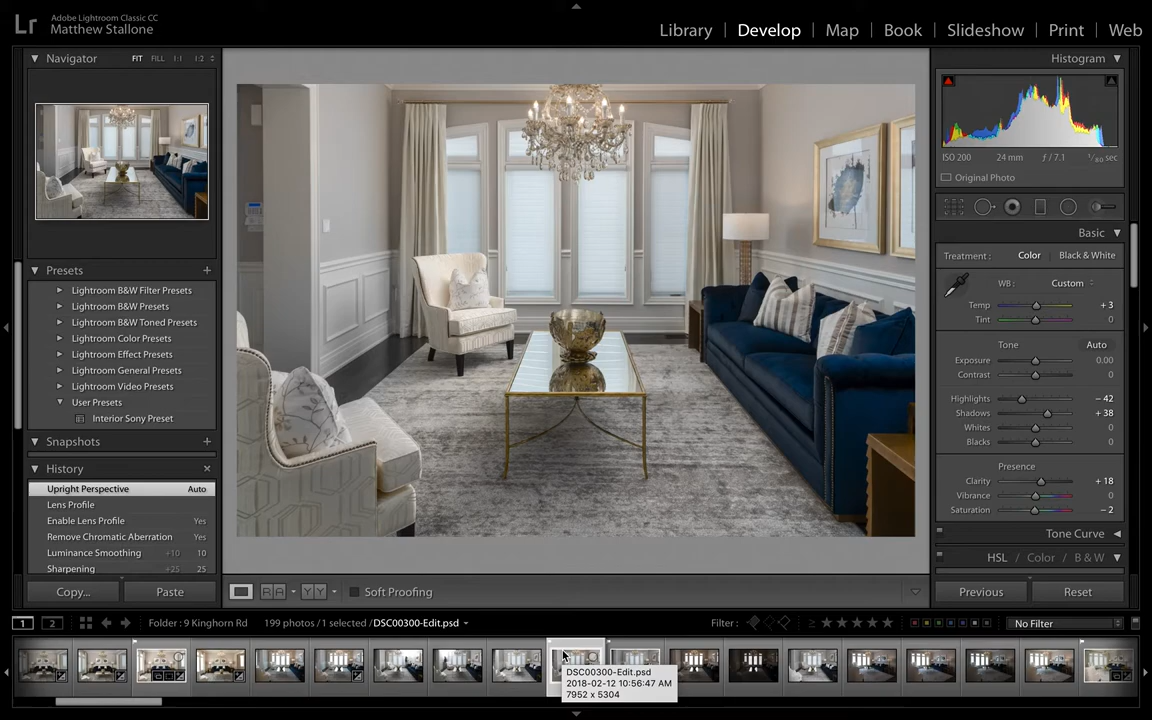 Lr
Adobe Lightroom Classic CC
Matthew Stallone
Library | Develop | Map | Book | Slideshow | Print | Web
Navigator FIT FILL 1:1 1:2
Presets +
Lightroom B&W Filter Presets
Lightroom B&W Presets
Lightroom B&W Toned Presets
Lightroom Color Presets
Lightroom Effect Presets
Lightroom General Presets
Lightroom Video Presets
User Presets
Interior Sony Preset
Snapshots +
History ×
Upright Perspective Auto
Lens Profile
Enable Lens Profile Yes
Remove Chromatic Aberration Yes
Luminance Smoothing +10 10
Sharpening +25 25
Copy... Paste
Soft Proofing
Histogram
ISO 200 24 mm ƒ / 7.1 1/80 sec
Original Photo
Basic
Treatment : Color | Black & White
WB: Custom
Temp + 3
Tint 0
Tone Auto
Exposure 0.00
Contrast 0
Highlights – 42
Shadows + 38
Whites 0
Blacks 0
Presence
Clarity + 18
Vibrance 0
Saturation – 2
Tone Curve
HSL / Color / B & W
Previous Reset
1 2 Folder : 9 Kinghorn Rd 199 photos / 1 selected / DSC00300-Edit.psd Filter : ≥ ★★★★★ No Filter
DSC00300-Edit.psd
2018-02-12 10:56:47 AM
7952 x 5304